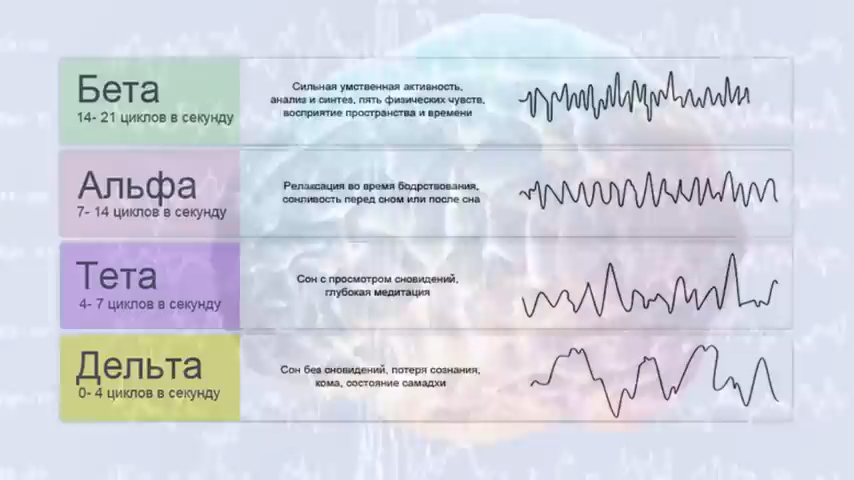 Бета
14- 21 циклов в секунду
Сильная умственная активность,
анализ и синтез, пять физических чувств,
восприятие пространства и времени
Альфа
7- 14 циклов в секунду
Релаксация во время бодрствования,
сонливость перед сном или после сна
Тета
4- 7 циклов в секунду
Сон с просмотром сновидений,
глубокая медитация
Дельта
0- 4 циклов в секунду
Сон без сновидений, потеря сознания,
кома, состояние самадхи